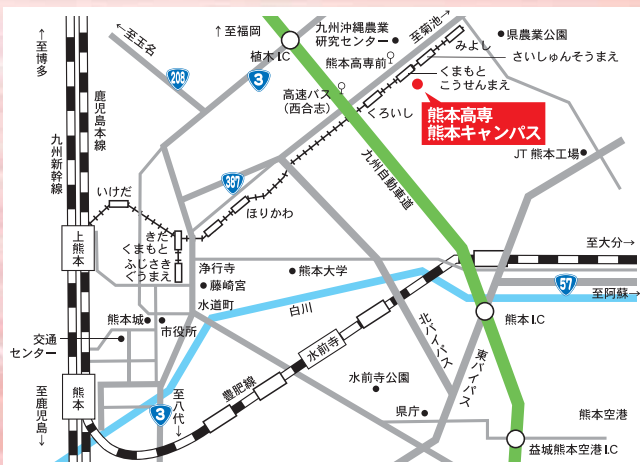 ←至玉名
↑至福岡
九州沖縄農業
研究センター
至菊池→
県農業公園
↑至博多
植木I.C
熊本高専前
みよし
さいしゅんそうまえ
208
3
高速バス
(西合志)
くまもと
こうせんまえ
鹿児島本線
九州新幹線
くろいし
熊本高専
熊本キャンパス
九州自動車道
JT 熊本工場
387
いけだ
ほりかわ
上熊本
きた
くまもと
ふじさき
ぐうまえ
浄行寺
藤崎宮
水道町
熊本大学
白川
至大分→
57
至阿蘇→
熊本城
市役所
交通
センター
北バイパス
東バイパス
熊本I.C
水前寺
豊肥線
水前寺公園
熊本
至鹿児島→
3
至八代→
県庁
熊本空港
益城熊本空港I.C